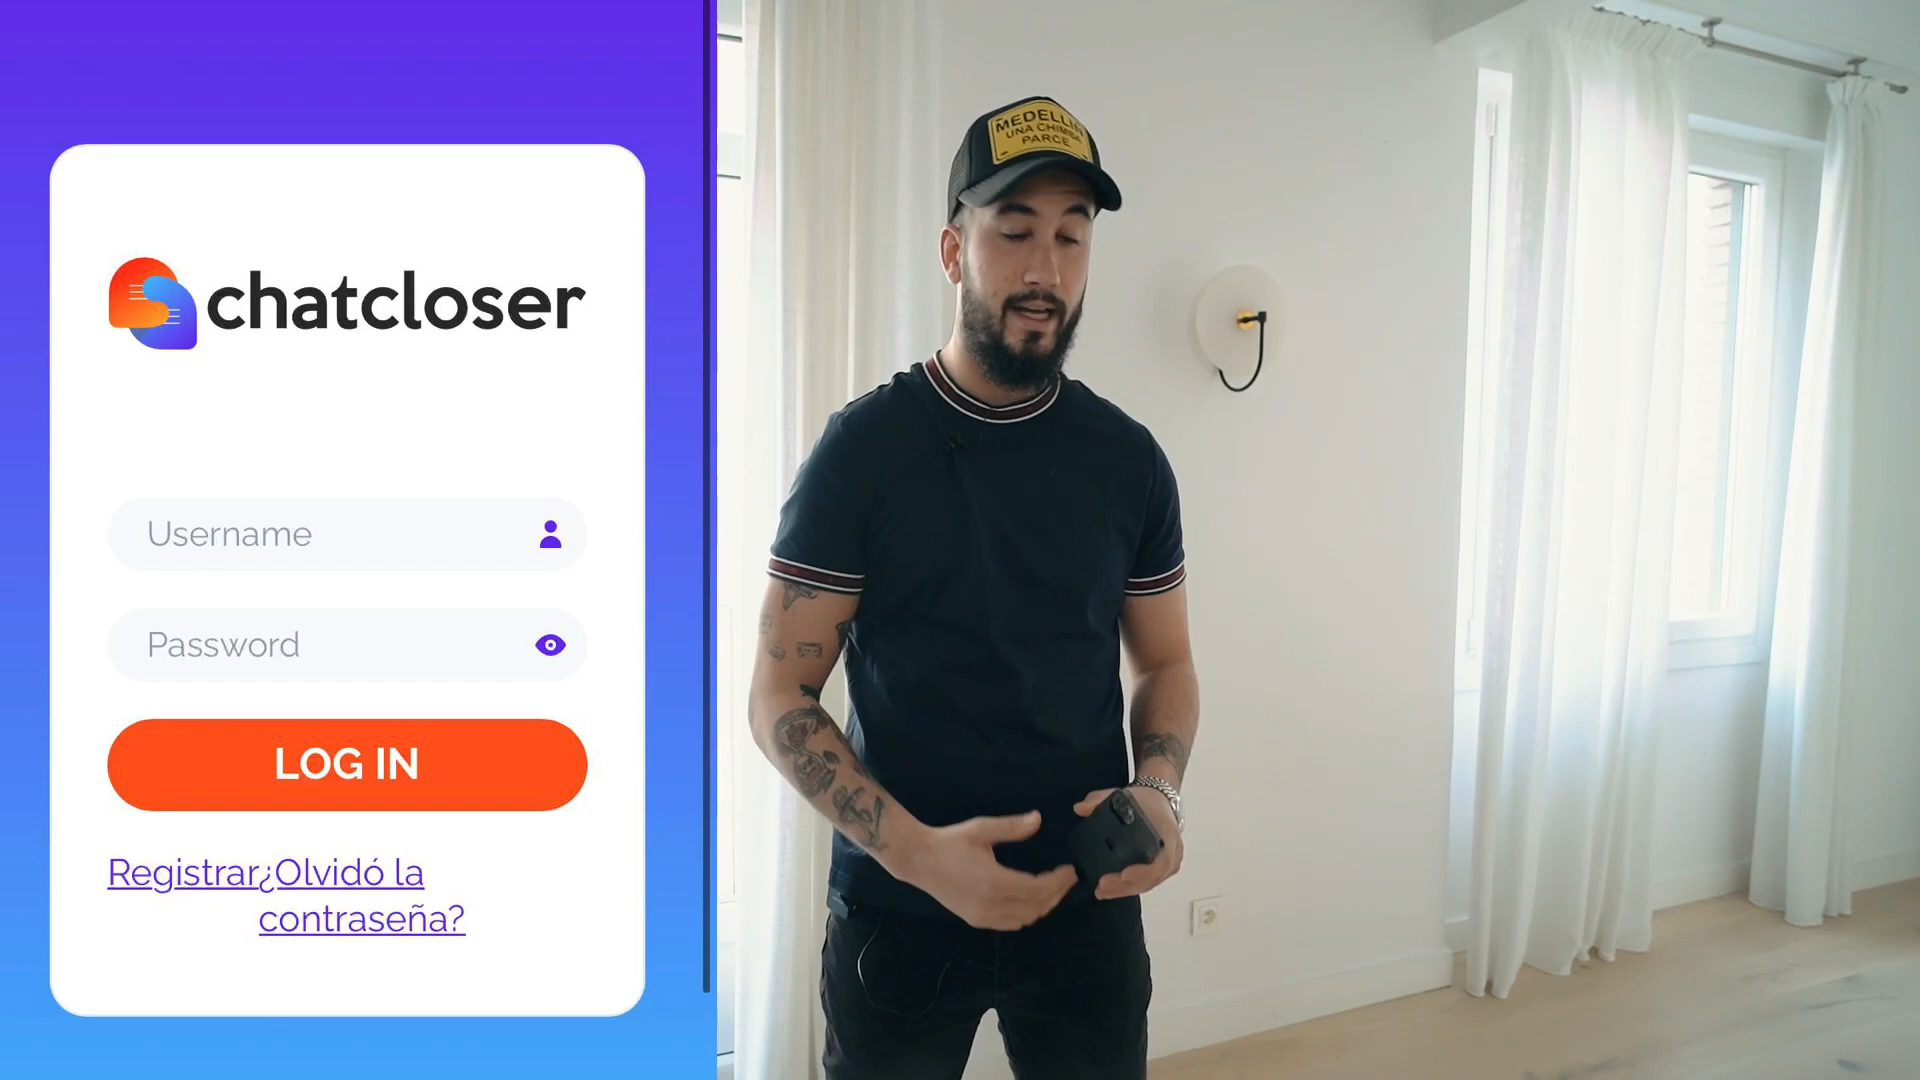 chatcloser
Username
Password
LOG IN
Registrar¿Olvidó la
contraseña?
MEDELLIN
UNA CHIMBA
PARCE